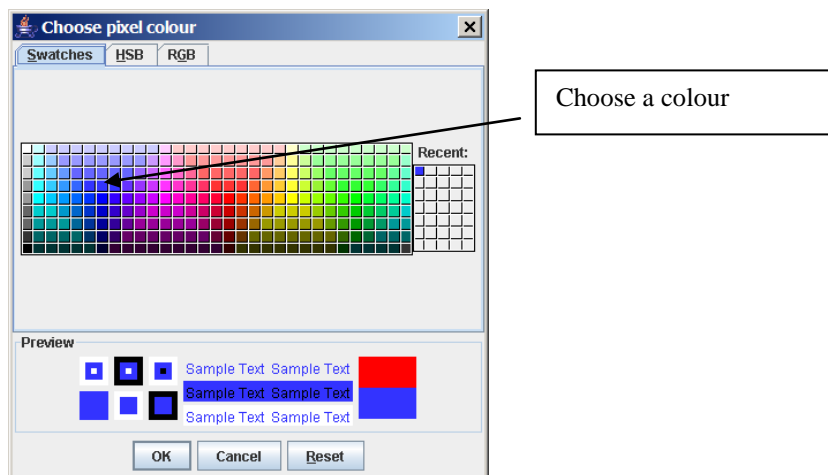 Choose pixel colour
Swatches HSB RGB
Choose a colour
Recent:
Preview
Sample Text Sample Text
Sample Text Sample Text
Sample Text Sample Text
OK Cancel Reset